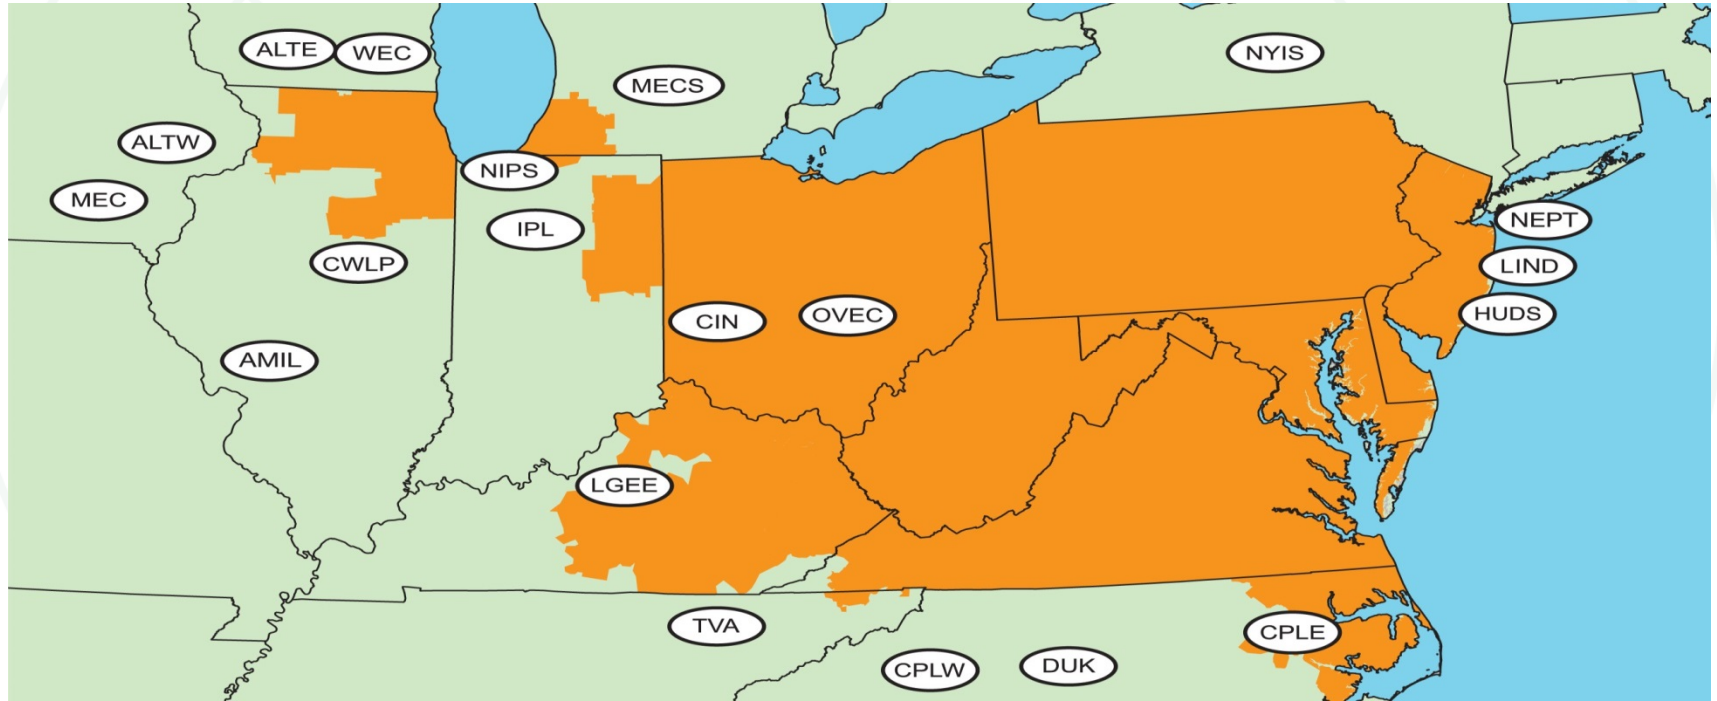 ALTE
WEC
NYIS
MECS
ALTW
NIPS
MEC
IPL
NEPT
CWLP
LIND
CIN
OVEC
HUDS
AMIL
LGEE
TVA
CPLE
CPLW
DUK